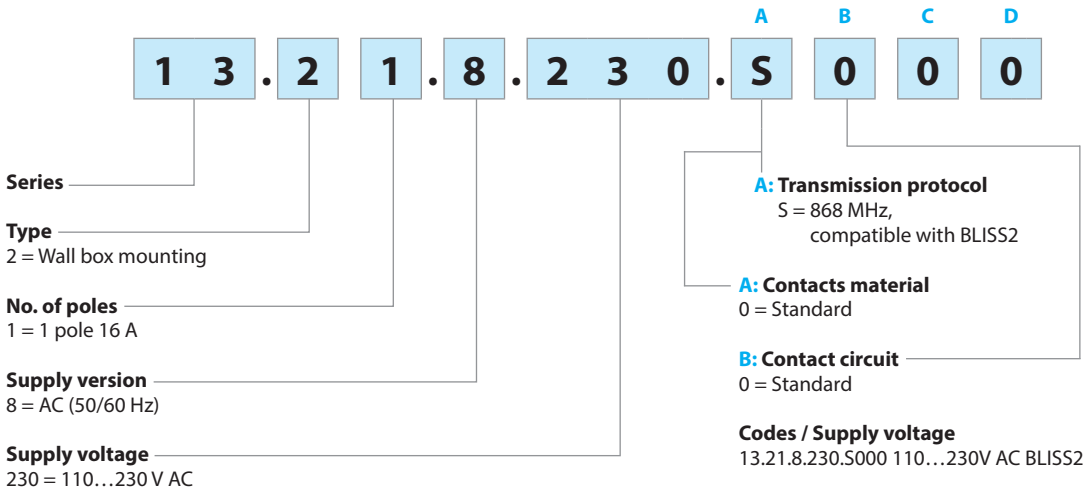 A B C D
1 3 . 2 1 . 8 . 2 3 0 . S 0 0 0
Series
Type
2 = Wall box mounting
No. of poles
1 = 1 pole 16 A
Supply version
8 = AC (50/60 Hz)
Supply voltage
230 = 110…230 V AC
A: Transmission protocol
S = 868 MHz,
compatible with BLISS2
A: Contacts material
0 = Standard
B: Contact circuit
0 = Standard
Codes / Supply voltage
13.21.8.230.S000 110…230V AC BLISS2